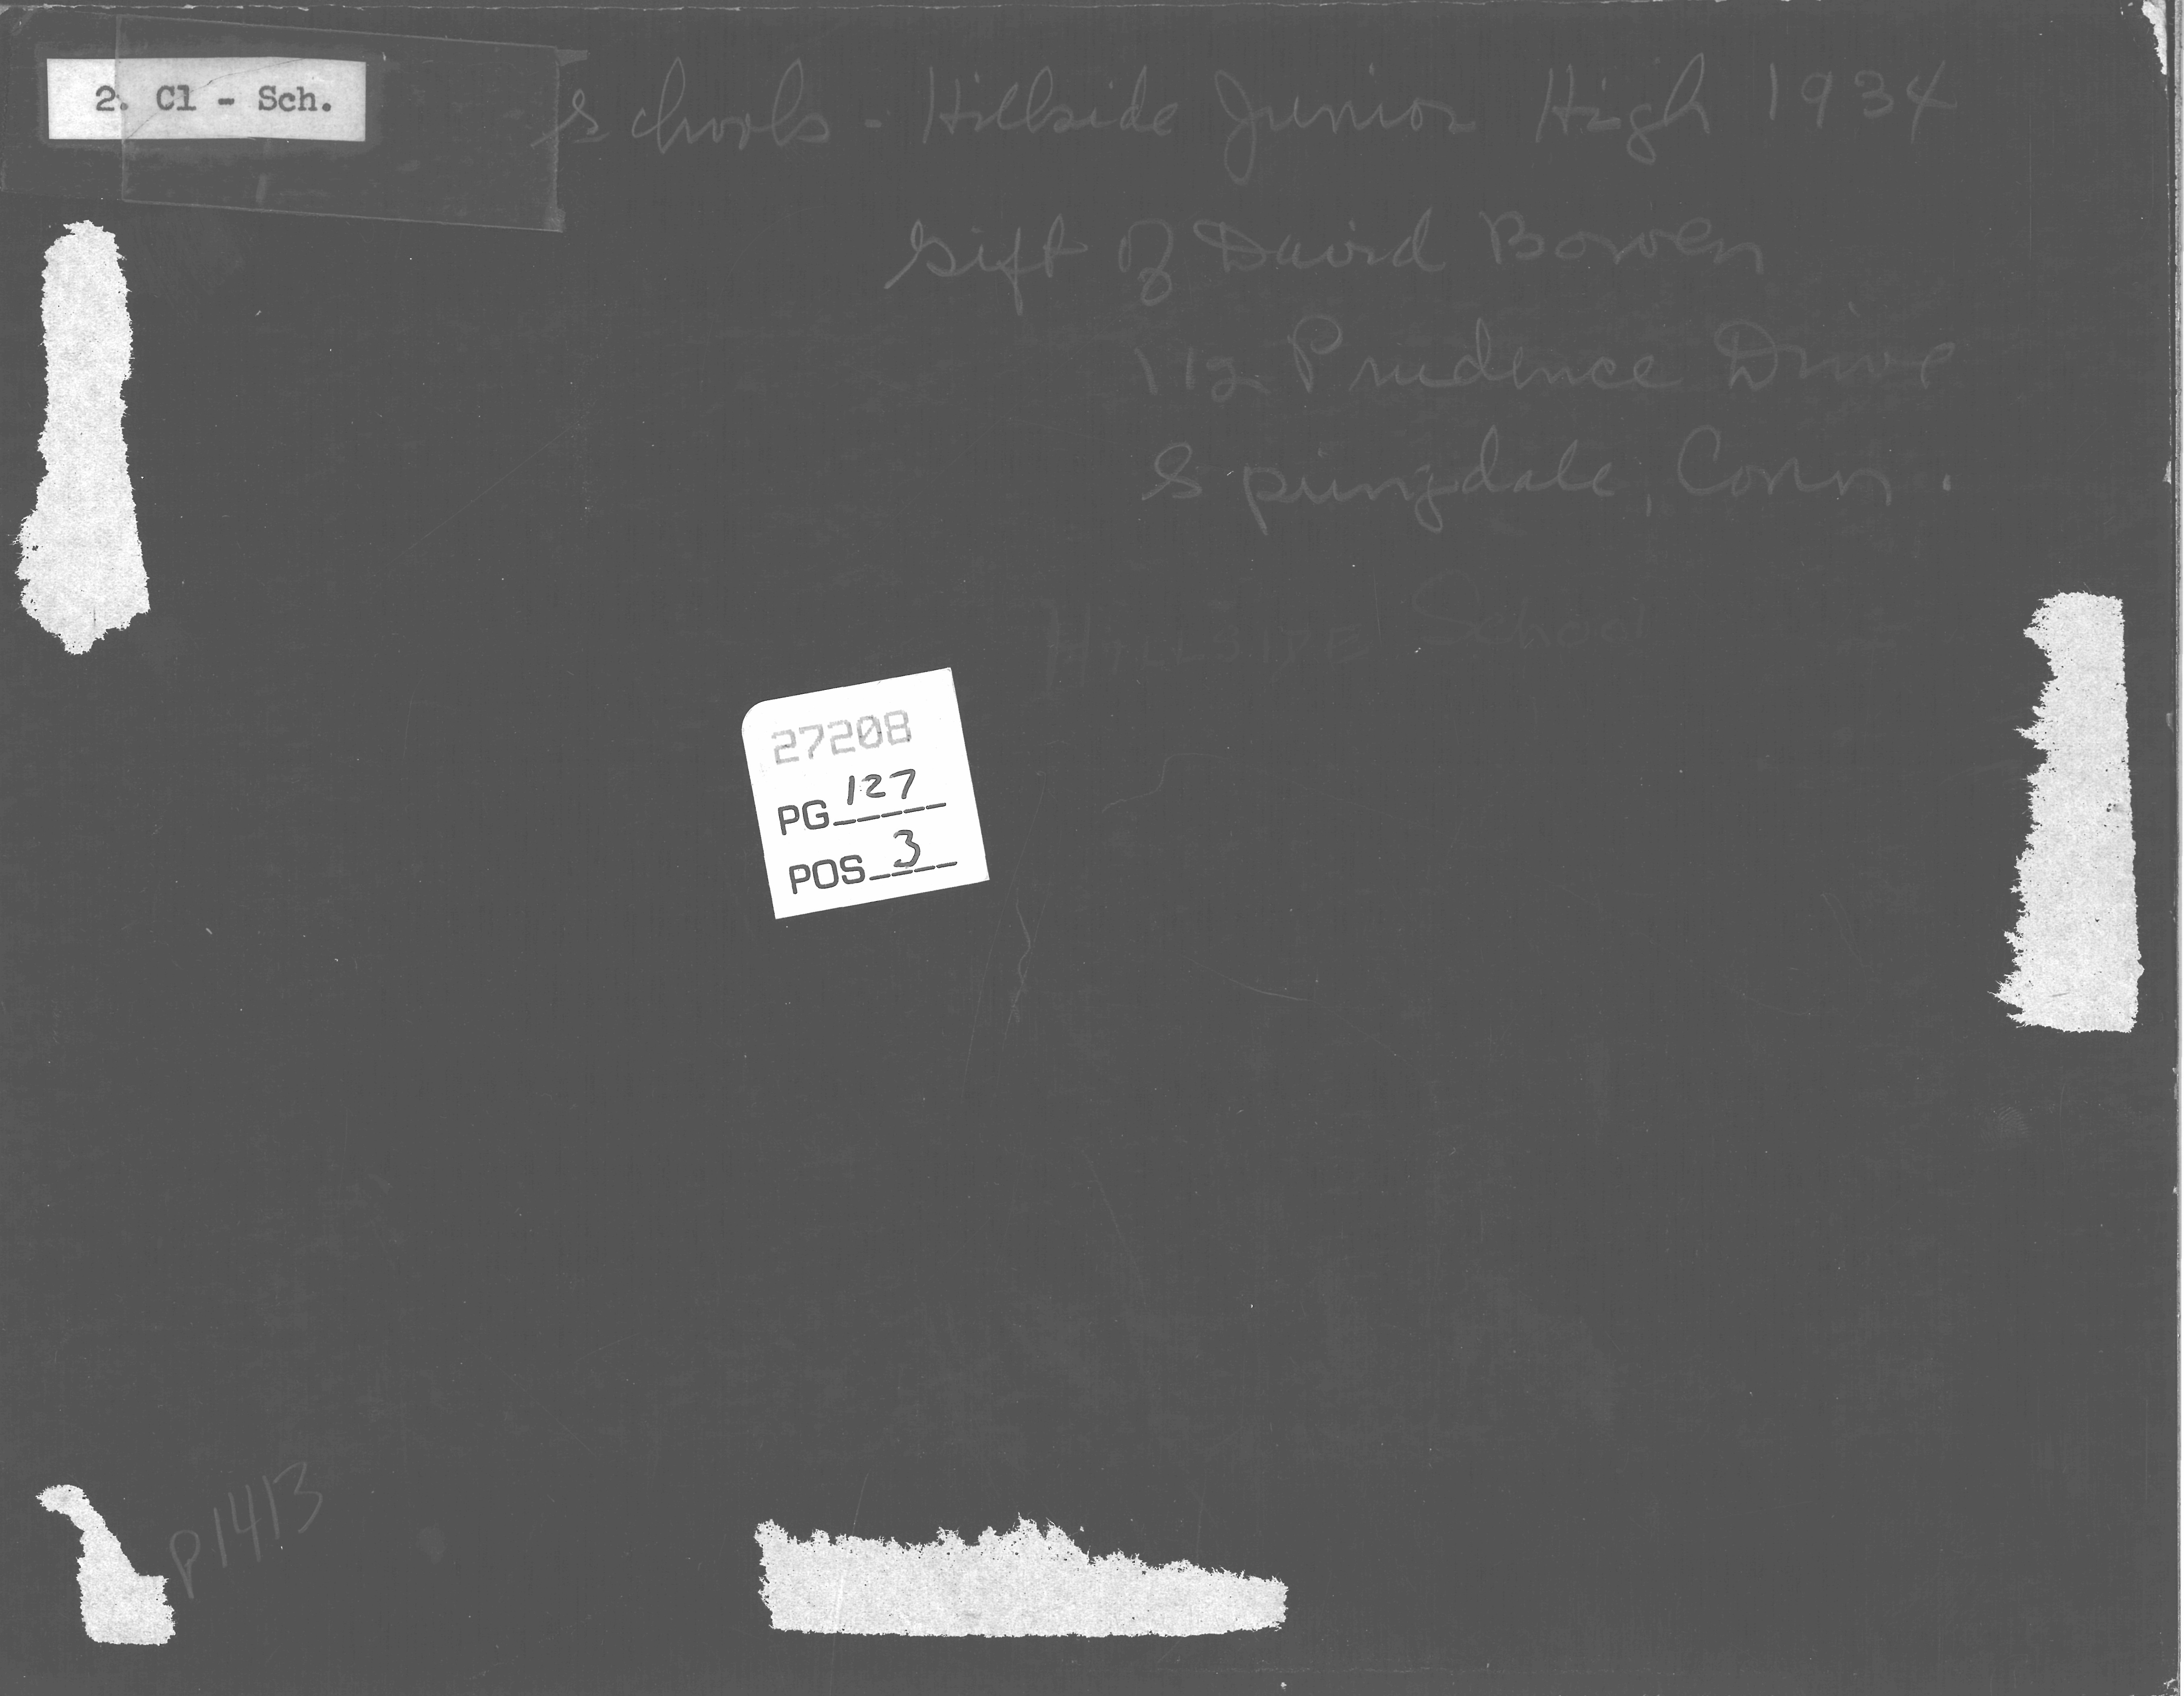 2. Cl - Sch.
Schools - Hillside Junior High 1934
Gift of David Bowen
112 Prudence Drive
Springdale, Conn.
HILLSIDE School
27208
PG 127
POS 3
P1413